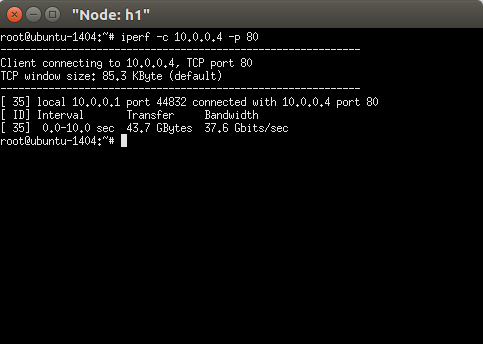 "Node: h1"
root@ubuntu-1404:~# iperf -c 10.0.0.4 -p 80
------------------------------------------------------------
Client connecting to 10.0.0.4, TCP port 80
TCP window size: 85.3 KByte (default)
------------------------------------------------------------
[ 35] local 10.0.0.1 port 44832 connected with 10.0.0.4 port 80
[ ID] Interval       Transfer     Bandwidth
[ 35]  0.0-10.0 sec  43.7 GBytes  37.6 Gbits/sec
root@ubuntu-1404:~#